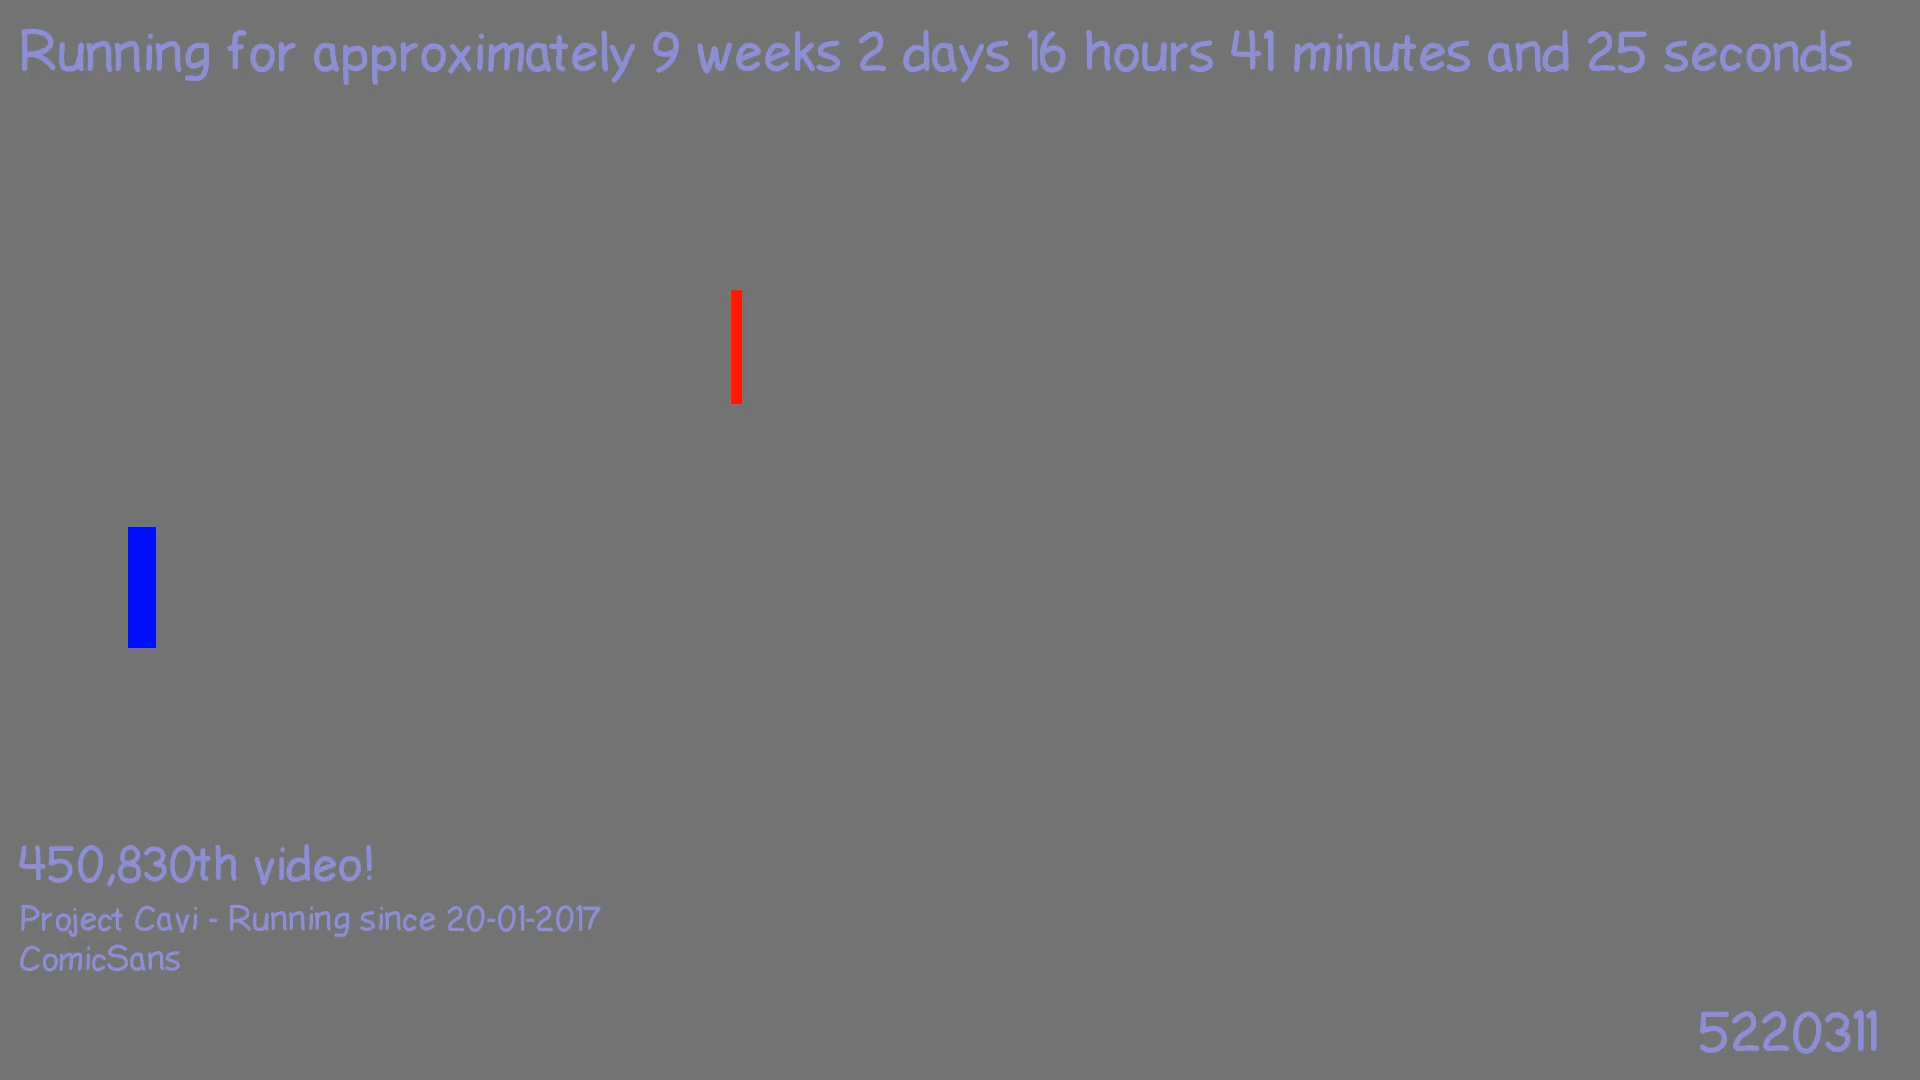 Running for approximately 9 weeks 2 days 16 hours 41 minutes and 25 seconds
450,830th video!
Project Cavi - Running since 20-01-2017
ComicSans
5220311